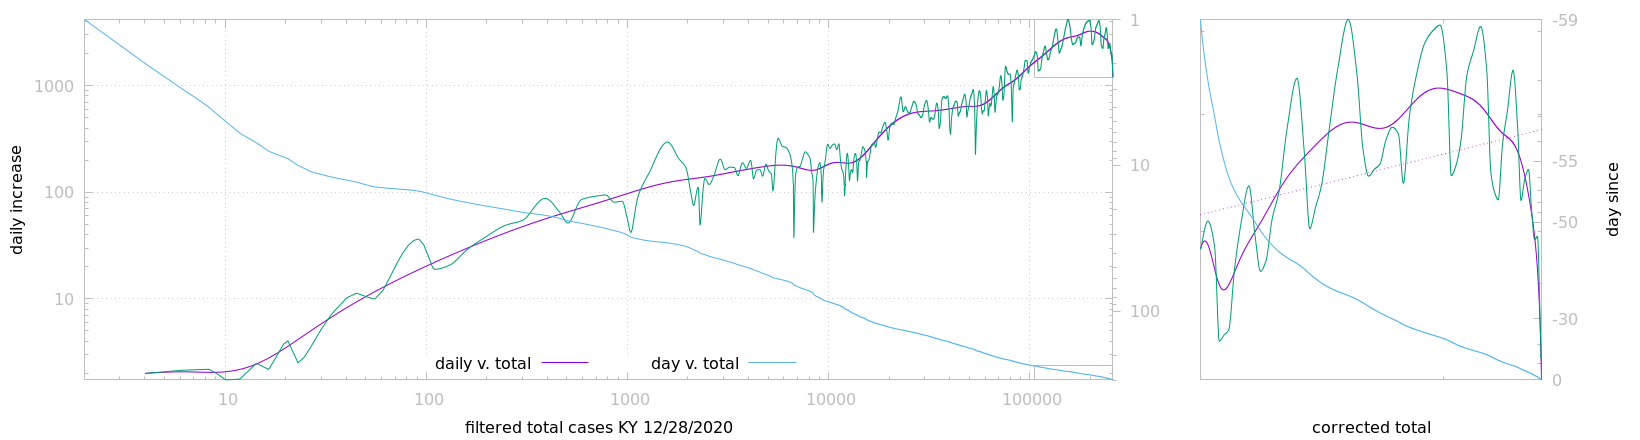 1
-59
1000
daily increase
10
-55
100
-50
day since
10
100
-30
daily v. total
day v. total
0
10
100
1000
10000
100000
filtered total cases KY 12/28/2020
corrected total